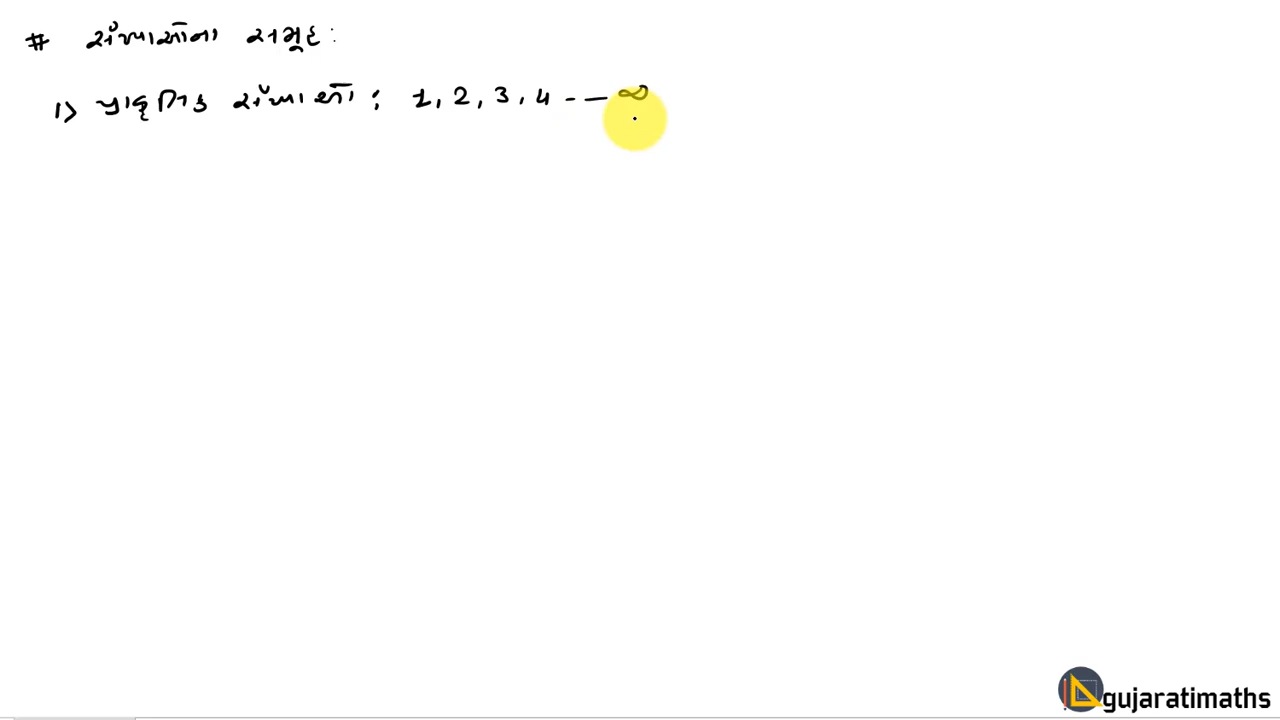 # સંખ્યાઓના સમૂહ :
1> પ્રાકૃતિક સંખ્યાઓ : 1, 2, 3, 4 - — ∞
gujaratimaths